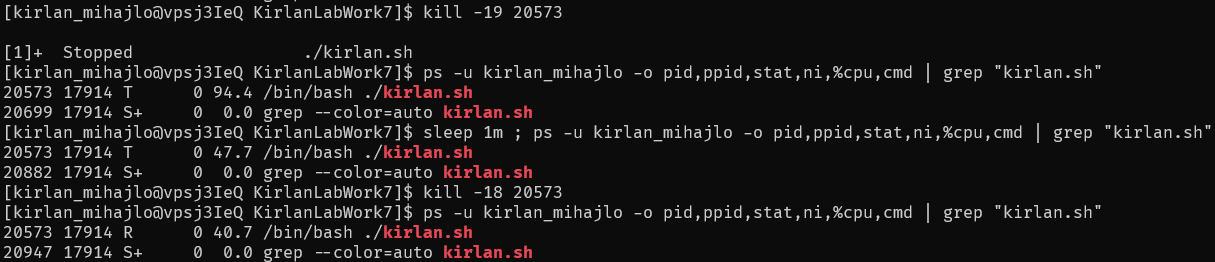 [kirlan_mihajlo@vpsj3IeQ KirlanLabWork7]$ kill -19 20573
[1]+  Stopped                 ./kirlan.sh
[kirlan_mihajlo@vpsj3IeQ KirlanLabWork7]$ ps -u kirlan_mihajlo -o pid,ppid,stat,ni,%cpu,cmd | grep "kirlan.sh"
20573 17914 T      0 94.4 /bin/bash ./kirlan.sh
20699 17914 S+     0  0.0 grep --color=auto kirlan.sh
[kirlan_mihajlo@vpsj3IeQ KirlanLabWork7]$ sleep 1m ; ps -u kirlan_mihajlo -o pid,ppid,stat,ni,%cpu,cmd | grep "kirlan.sh"
20573 17914 T      0 47.7 /bin/bash ./kirlan.sh
20882 17914 S+     0  0.0 grep --color=auto kirlan.sh
[kirlan_mihajlo@vpsj3IeQ KirlanLabWork7]$ kill -18 20573
[kirlan_mihajlo@vpsj3IeQ KirlanLabWork7]$ ps -u kirlan_mihajlo -o pid,ppid,stat,ni,%cpu,cmd | grep "kirlan.sh"
20573 17914 R      0 40.7 /bin/bash ./kirlan.sh
20947 17914 S+     0  0.0 grep --color=auto kirlan.sh